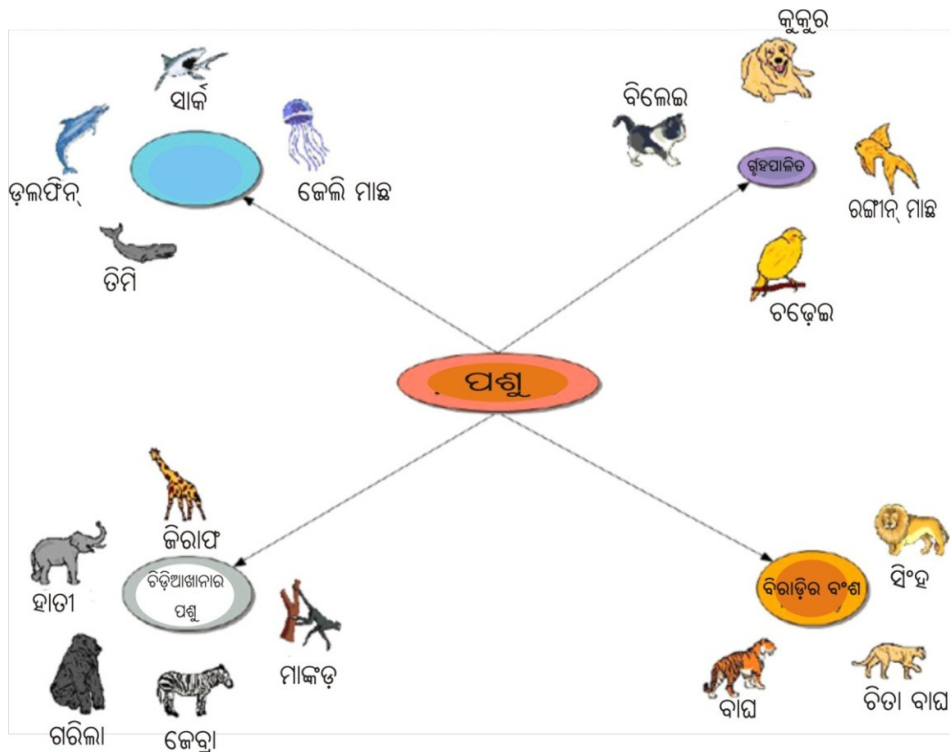 କୁକୁର
ସାର୍କ
ବିଲେଇ
ଡ଼ଲଫିନ୍
ଜେଲି ମାଛ
ଗୃହପାଳିତ
ରଙ୍ଗୀନ୍ ମାଛ
ତିମି
ଚଢ଼େଇ
ପଶୁ
ଜିରାଫ
ହାତୀ
ଚିଡ଼ିଆଖାନାର
ପଶୁ
ମାଙ୍କଡ଼
ଗରିଲା
ଜେବ୍ରା
ସିଂହ
ବିରାଡ଼ିର ବଂଶ
ବାଘ
ଚିତା ବାଘ